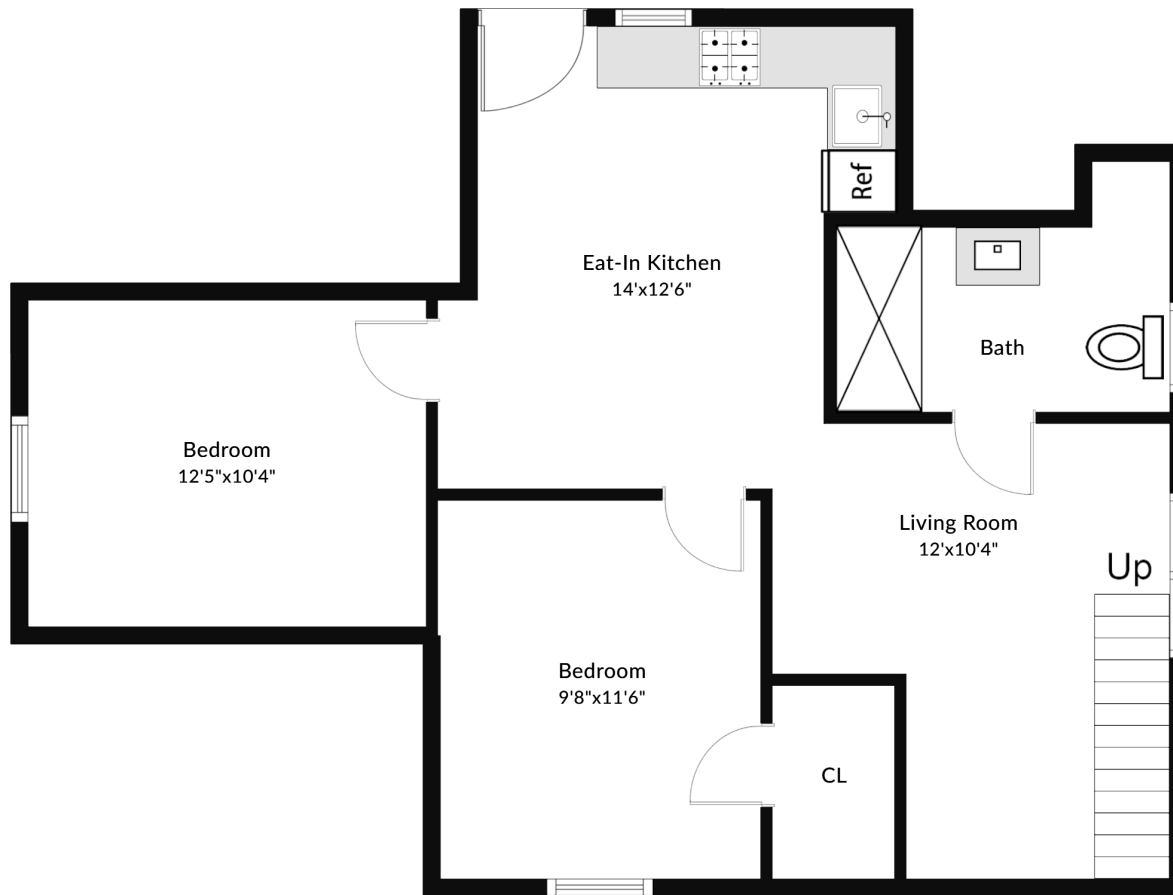 Ref
Eat-In Kitchen
14'x12'6"
Bath
Bedroom
12'5"x10'4"
Living Room
12'x10'4"
Up
Bedroom
9'8"x11'6"
CL